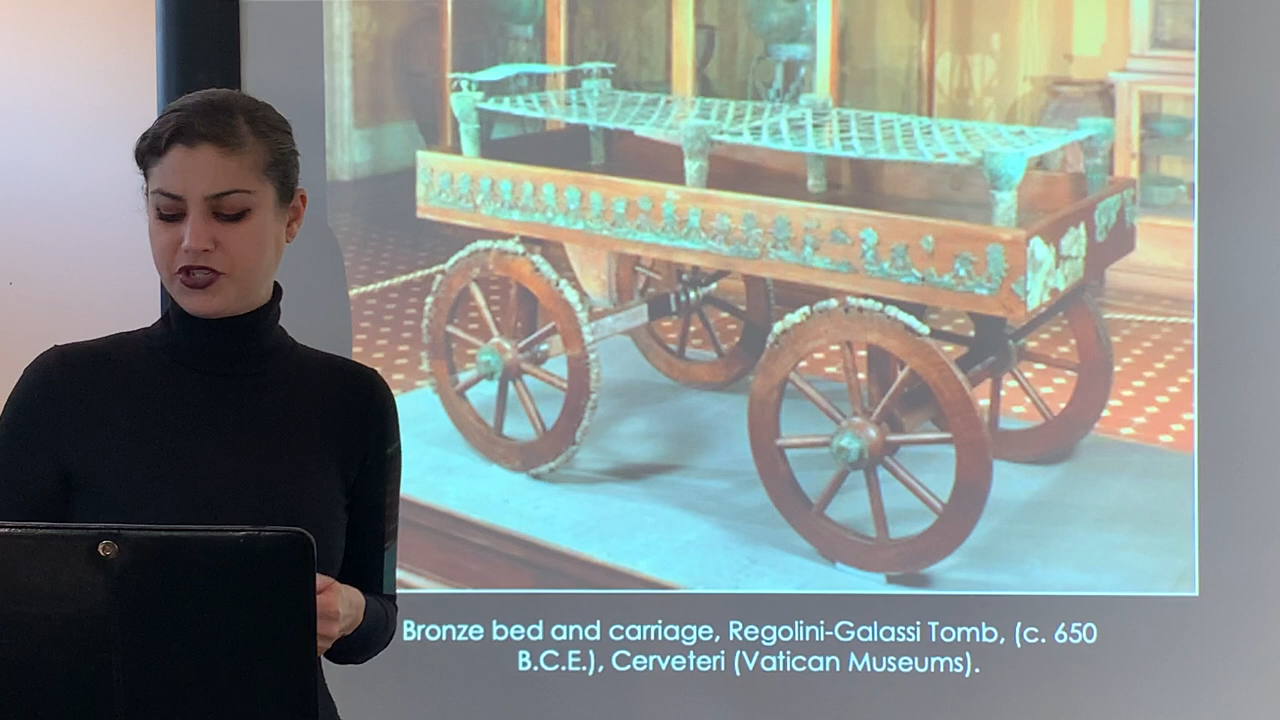 Bronze bed and carriage, Regolini-Galassi Tomb, (c. 650
B.C.E.), Cerveteri (Vatican Museums).